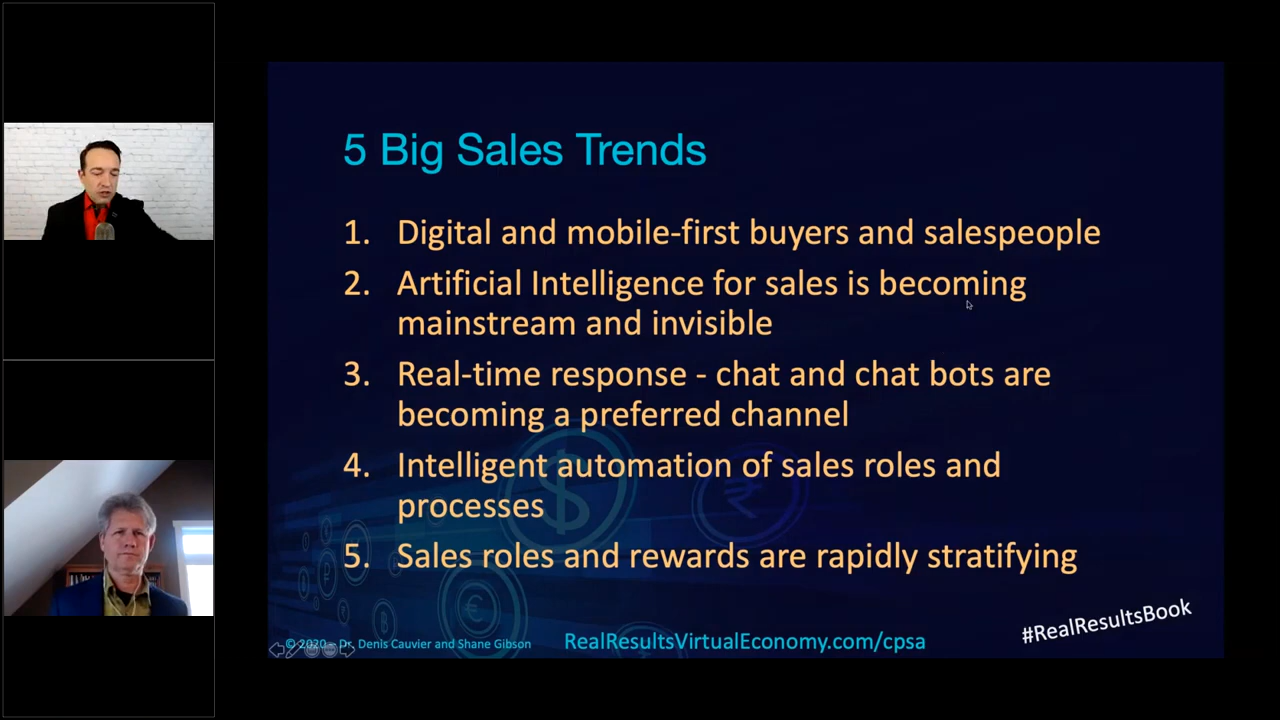 5 Big Sales Trends
1. Digital and mobile-first buyers and salespeople
2. Artificial Intelligence for sales is becoming
mainstream and invisible
3. Real-time response - chat and chat bots are
becoming a preferred channel
4. Intelligent automation of sales roles and
processes
5. Sales roles and rewards are rapidly stratifying
© 2020 – Dr. Denis Cauvier and Shane Gibson
RealResultsVirtualEconomy.com/cpsa
#RealResultsBook